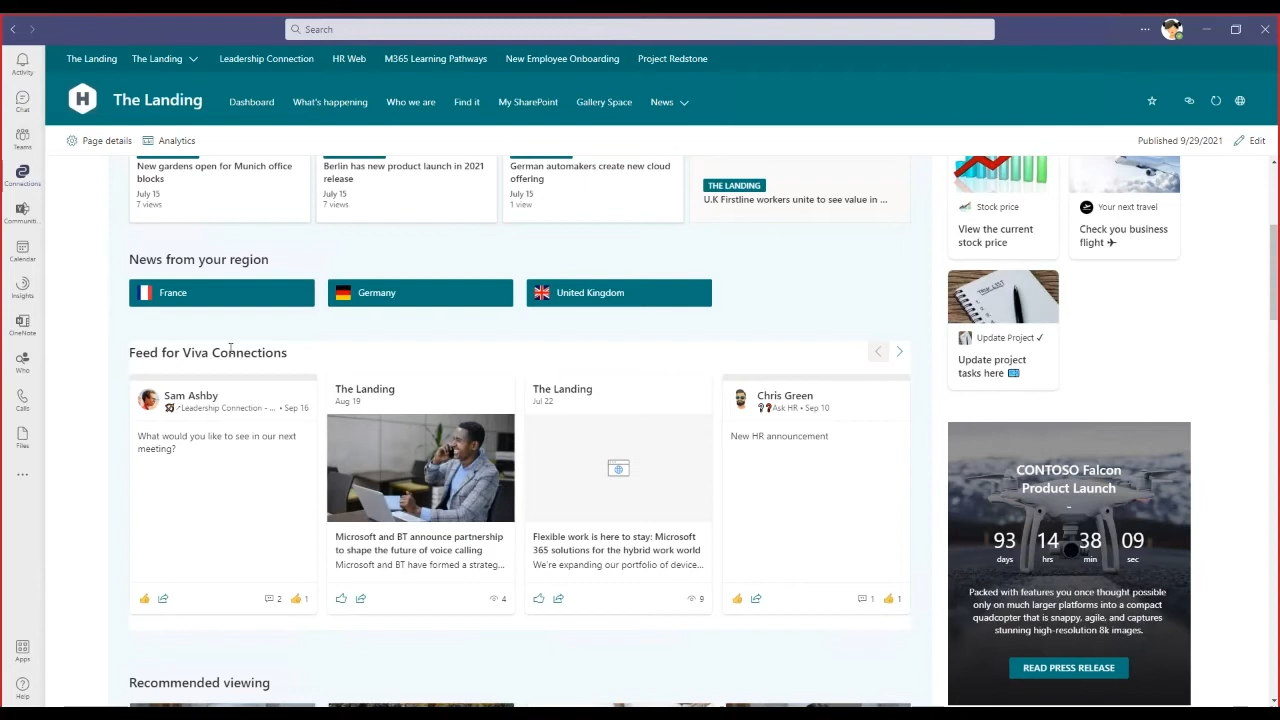 Search
The Landing
The Landing
Leadership Connection
HR Web
M365 Learning Pathways
New Employee Onboarding
Project Redstone
H
The Landing
Dashboard
What's happening
Who we are
Find it
My SharePoint
Gallery Space
News
Page details
Analytics
Published 9/29/2021
Edit
Activity
Chat
Teams
Connections
Communiti...
Calendar
Insights
OneNote
Who
Calls
Files
...
Apps
Help
New gardens open for Munich office
blocks
July 15
7 views
Berlin has new product launch in 2021
release
July 15
7 views
German automakers create new cloud
offering
July 15
1 view
THE LANDING
U.K Firstline workers unite to see value in ...
News from your region
France
Germany
United Kingdom
Feed for Viva Connections
Sam Ashby
Leadership Connection - ... • Sep 16
What would you like to see in our next
meeting?
2
1
The Landing
Aug 19
Microsoft and BT announce partnership
to shape the future of voice calling
Microsoft and BT have formed a strateg...
4
The Landing
Jul 22
Flexible work is here to stay: Microsoft
365 solutions for the hybrid work world
We're expanding our portfolio of device...
9
Chris Green
Ask HR • Sep 10
New HR announcement
1
1
Recommended viewing
Stock price
View the current
stock price
Your next travel
Check you business
flight ✈
Update Project ✓
Update project
tasks here
CONTOSO Falcon
Product Launch
-
93 14 38 09
days hrs min sec
Packed with features you once thought possible
only on much larger platforms into a compact
quadcopter that is snappy, agile, and captures
stunning high-resolution 8k images.
READ PRESS RELEASE